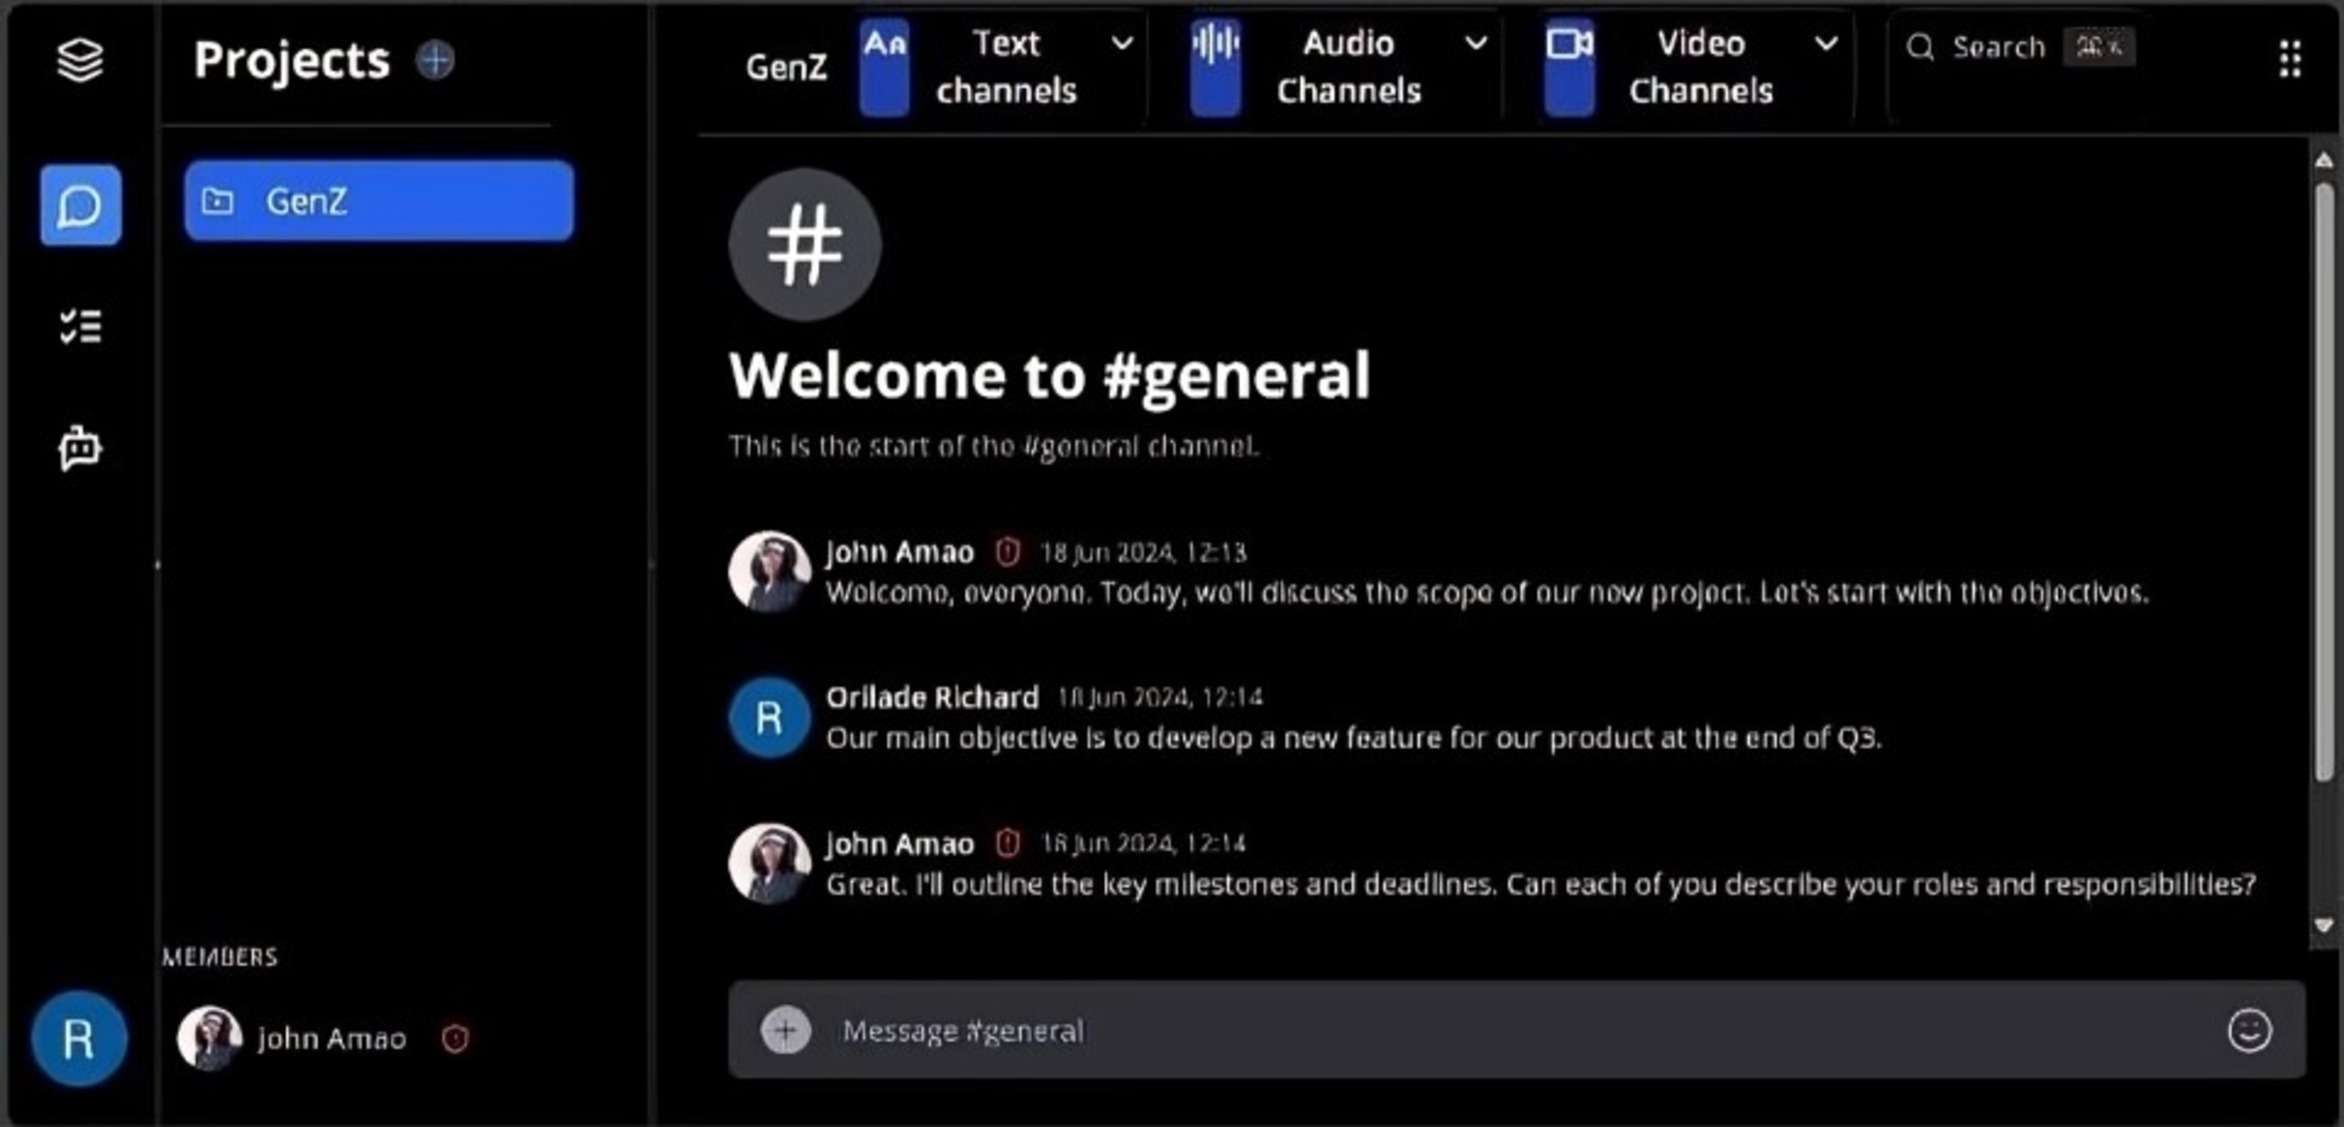 Projects
GenZ
MEMBERS
R
John Amao
GenZ
Aa
Text channels
Audio Channels
Video Channels
Search
#
Welcome to #general
This is the start of the #general channel.
John Amao 18 Jun 2024, 12:13
Welcome, everyone. Today, we'll discuss the scope of our new project. Let's start with the objectives.
R
Orilade Richard 18 Jun 2024, 12:14
Our main objective is to develop a new feature for our product at the end of Q3.
John Amao 18 Jun 2024, 12:14
Great. I'll outline the key milestones and deadlines. Can each of you describe your roles and responsibilities?
Message #general